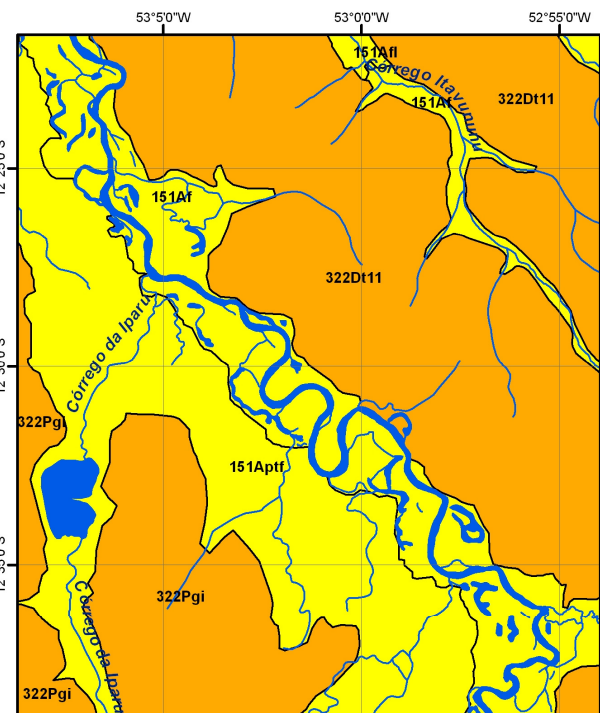 53°5'0"W 53°0'0"W 52°55'0"W
151Afl
Córrego Itavununu
151Af
322Dt11
151Af
322Dt11
Córrego da Iparu
322Pgi
151Aptf
322Pgi
Córrego da Iparu
322Pgi